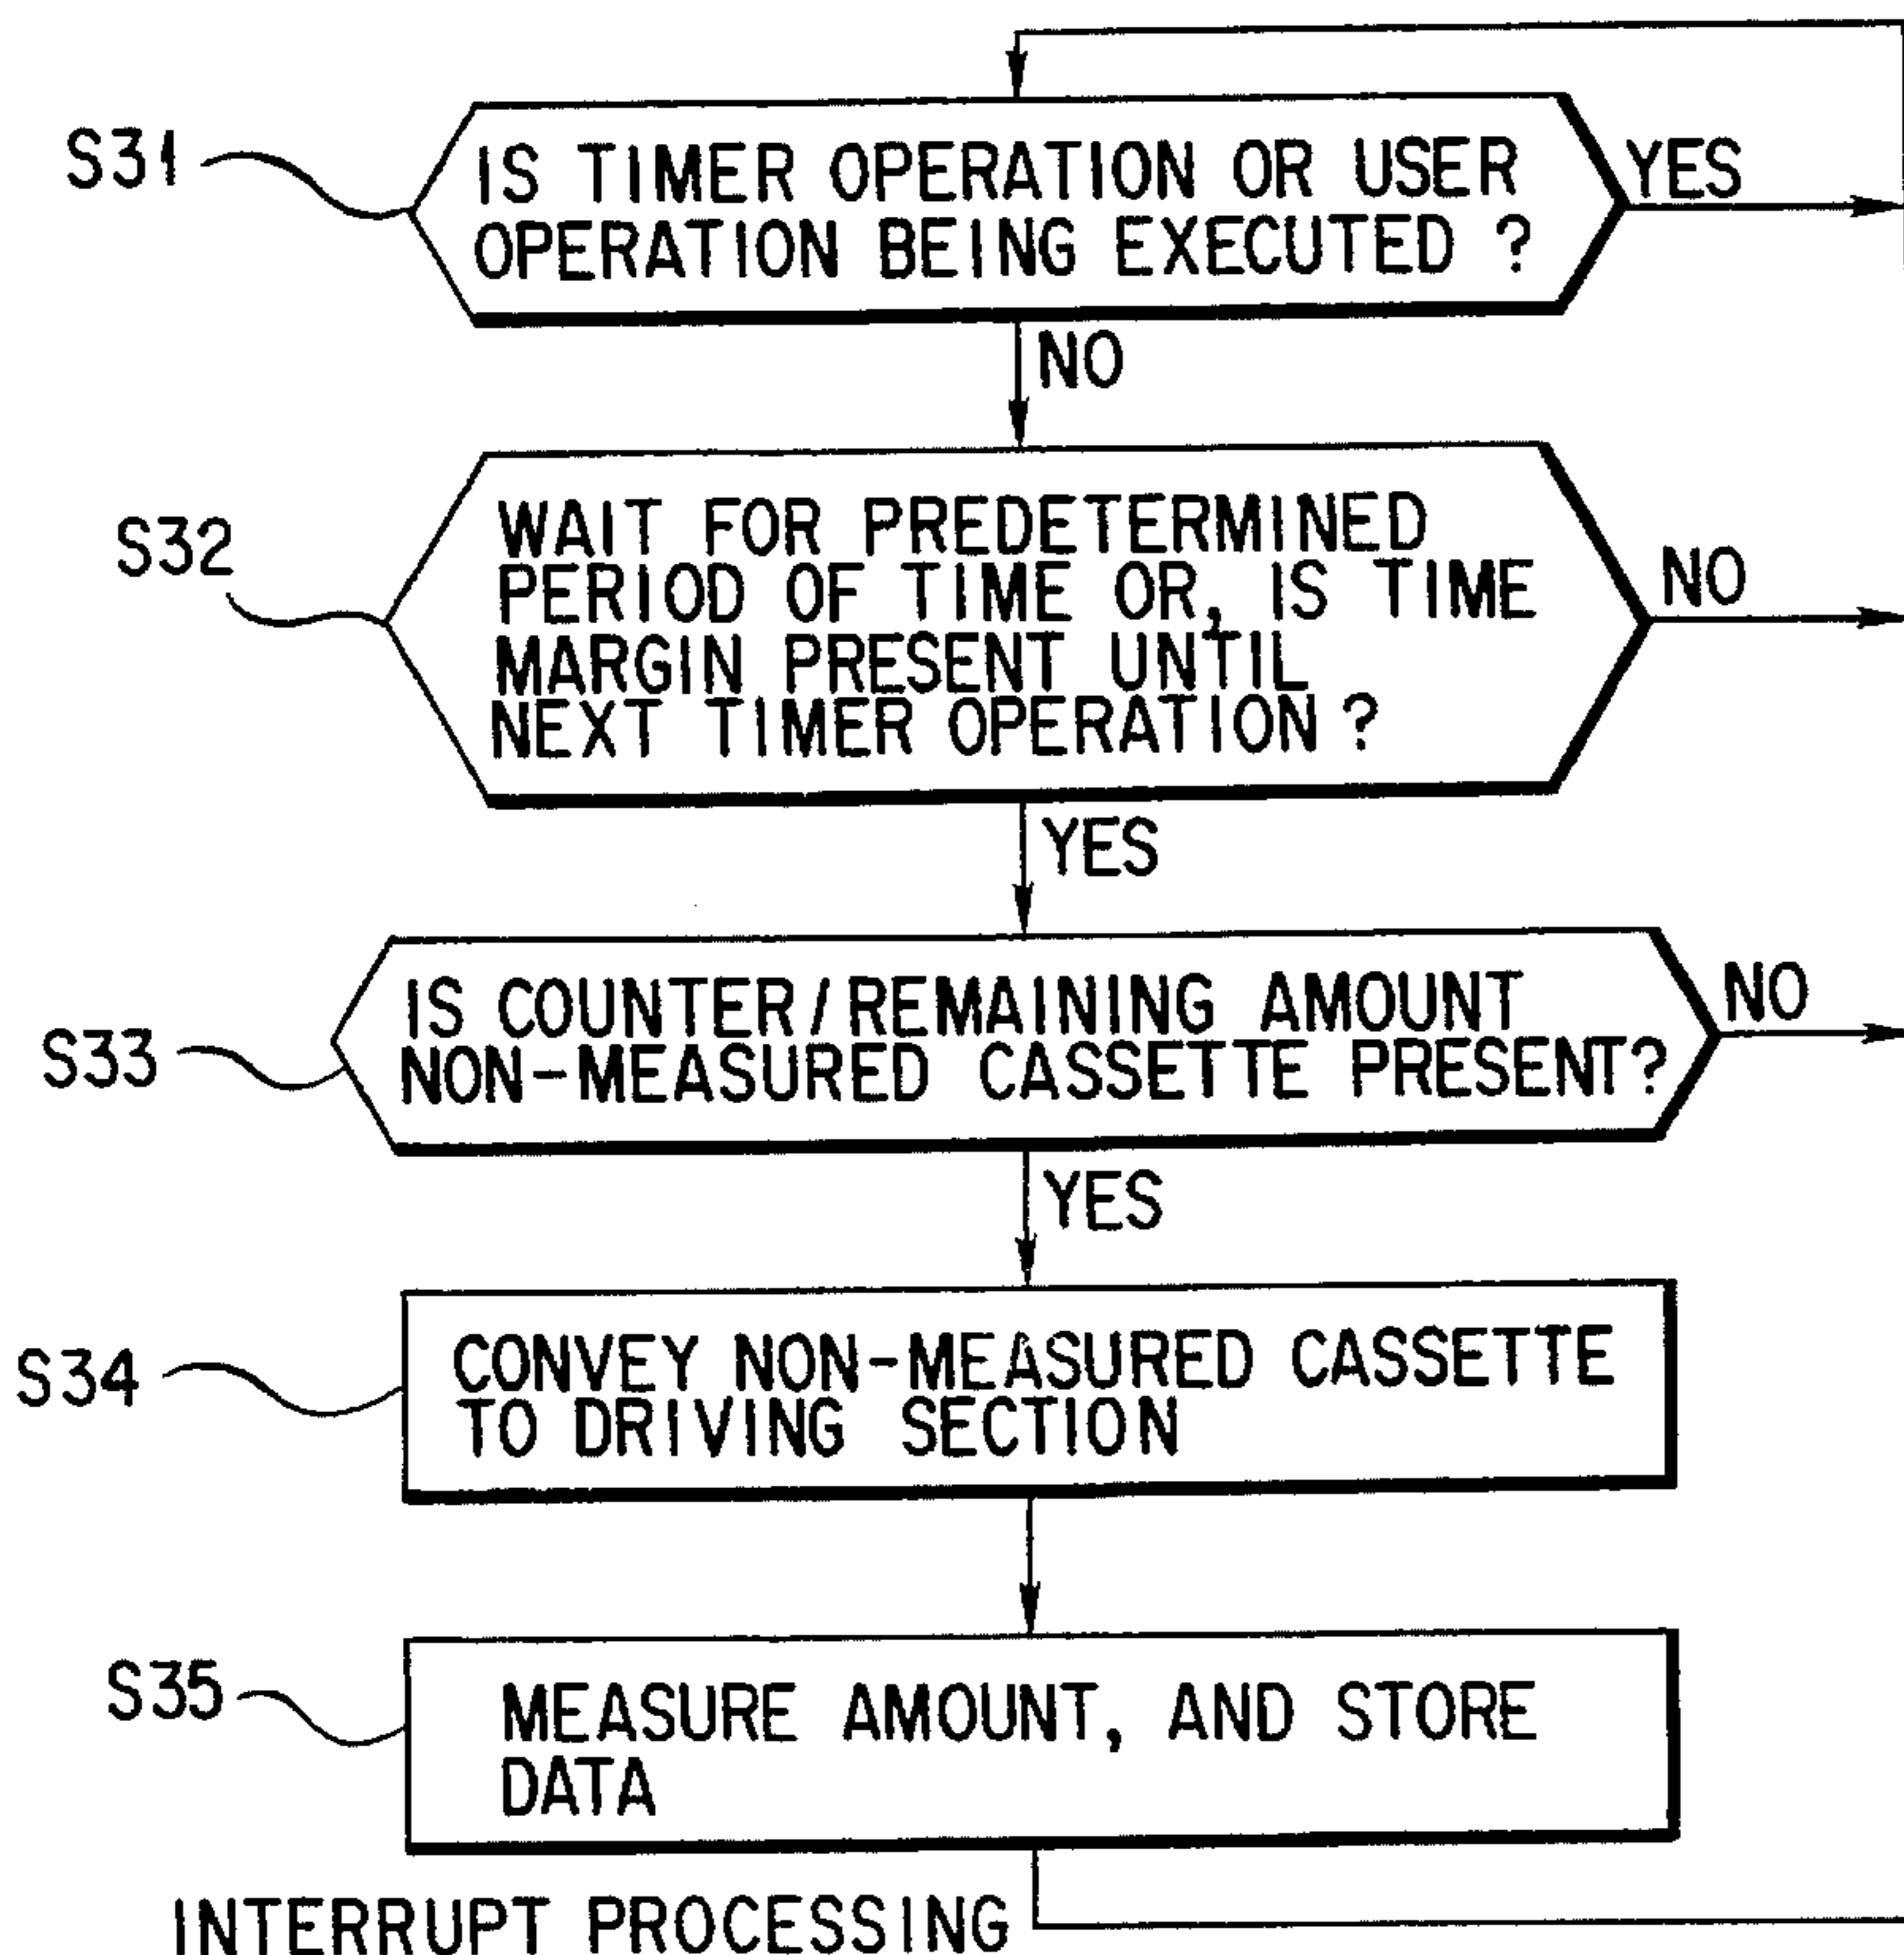 S31
IS TIMER OPERATION OR USER
OPERATION BEING EXECUTED ?
YES
NO
S32
WAIT FOR PREDETERMINED
PERIOD OF TIME OR, IS TIME
MARGIN PRESENT UNTIL
NEXT TIMER OPERATION ?
NO
YES
S33
IS COUNTER/REMAINING AMOUNT
NON-MEASURED CASSETTE PRESENT?
NO
YES
S34
CONVEY NON-MEASURED CASSETTE
TO DRIVING SECTION
S35
MEASURE AMOUNT, AND STORE
DATA
INTERRUPT PROCESSING